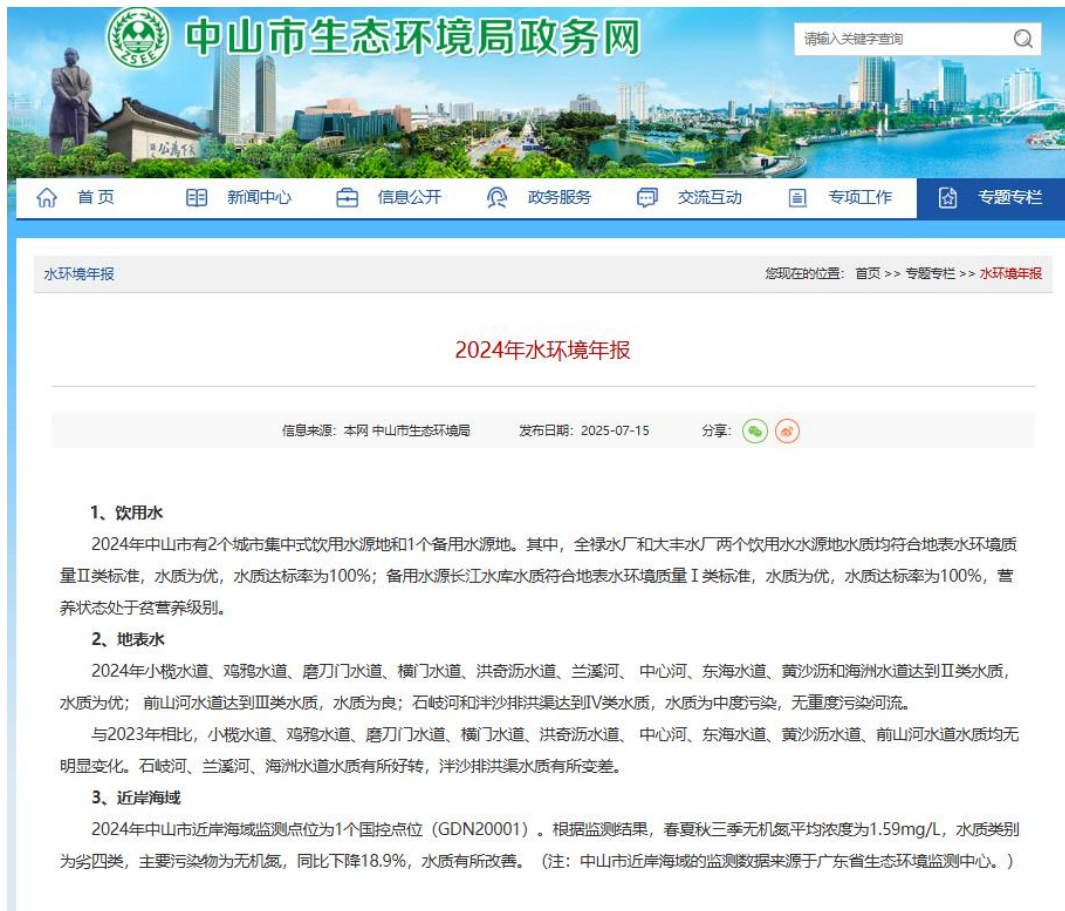 中山市生态环境局政务网
ZSEE
请输入关键字查询
天下为公
首页 新闻中心 信息公开 政务服务 交流互动 专项工作 专题专栏
水环境年报 您现在的位置： 首页 >> 专题专栏 >> 水环境年报
2024年水环境年报
信息来源：本网 中山市生态环境局 发布日期：2025-07-15 分享：
1、饮用水
2024年中山市有2个城市集中式饮用水源地和1个备用水源地。其中，全禄水厂和大丰水厂两个饮用水水源地水质均符合地表水环境质
量Ⅱ类标准，水质为优，水质达标率为100%；备用水源长江水库水质符合地表水环境质量Ⅰ类标准，水质为优，水质达标率为100%，营
养状态处于贫营养级别。
2、地表水
2024年小榄水道、鸡鸦水道、磨刀门水道、横门水道、洪奇沥水道、兰溪河、 中心河、东海水道、黄沙沥和海洲水道达到Ⅱ类水质，
水质为优； 前山河水道达到Ⅲ类水质，水质为良；石岐河和泮沙排洪渠达到Ⅳ类水质，水质为中度污染，无重度污染河流。
与2023年相比，小榄水道、鸡鸦水道、磨刀门水道、横门水道、洪奇沥水道、 中心河、东海水道、黄沙沥水道、前山河水道水质均无
明显变化。石岐河、兰溪河、海洲水道水质有所好转，泮沙排洪渠水质有所变差。
3、近岸海域
2024年中山市近岸海域监测点位为1个国控点位（GDN20001）。根据监测结果，春夏秋三季无机氮平均浓度为1.59mg/L，水质类别
为劣四类，主要污染物为无机氮，同比下降18.9%，水质有所改善。（注：中山市近岸海域的监测数据来源于广东省生态环境监测中心。）